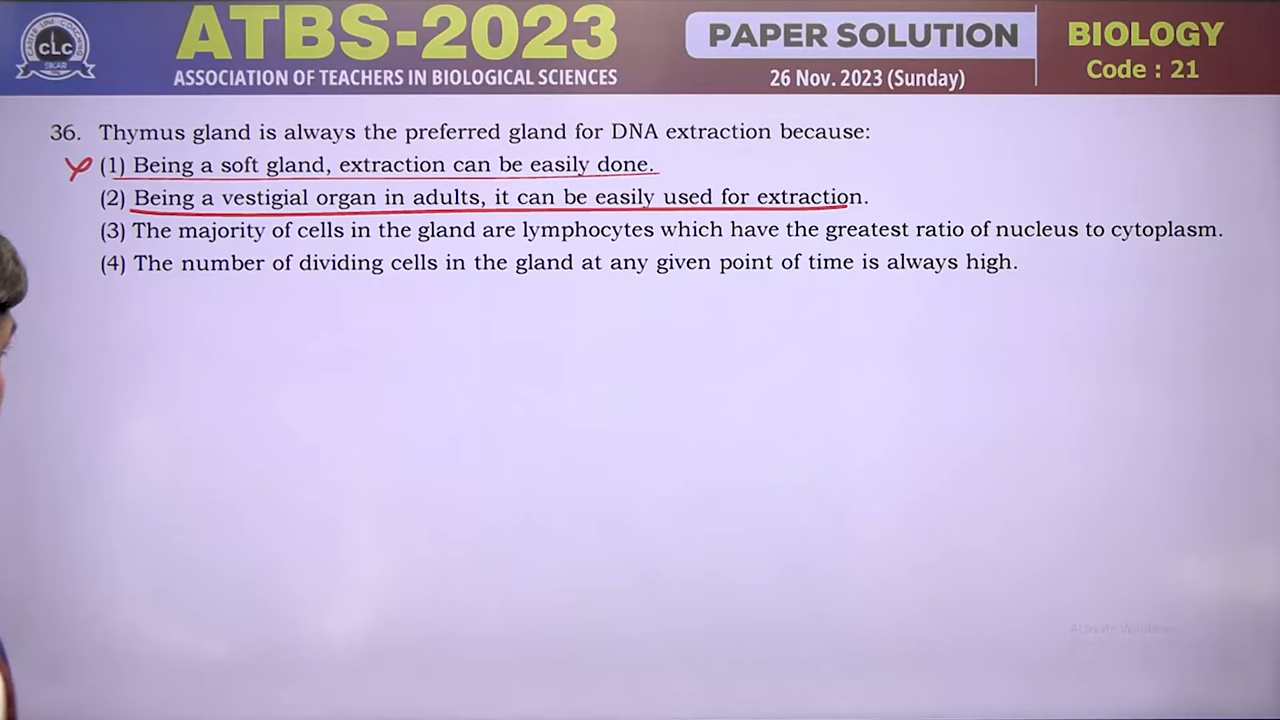 ATBS-2023
ASSOCIATION OF TEACHERS IN BIOLOGICAL SCIENCES
PAPER SOLUTION
26 Nov. 2023 (Sunday)
BIOLOGY
Code : 21
CLC
SIKAR
36. Thymus gland is always the preferred gland for DNA extraction because:
(1) Being a soft gland, extraction can be easily done.
(2) Being a vestigial organ in adults, it can be easily used for extraction.
(3) The majority of cells in the gland are lymphocytes which have the greatest ratio of nucleus to cytoplasm.
(4) The number of dividing cells in the gland at any given point of time is always high.
Activate Windows